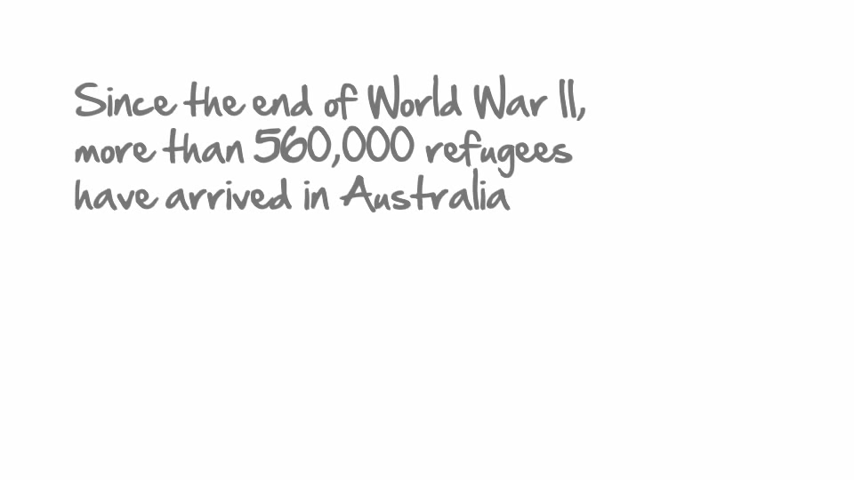 Since the end of World War II,
more than 560,000 refugees
have arrived in Australia